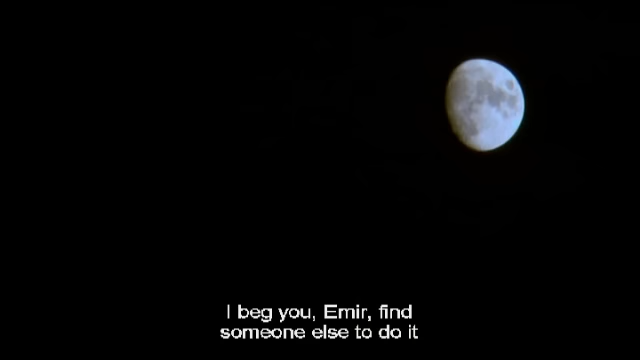 I beg you, Emir, find
someone else to do it